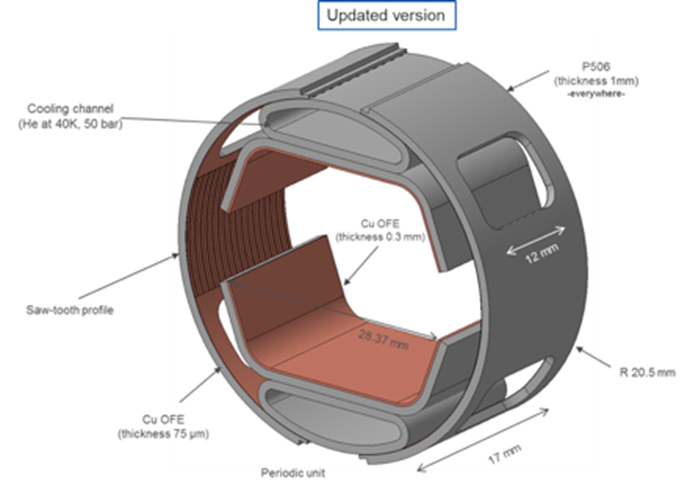 Updated version
P506
(thickness 1mm)
-everywhere-
Cooling channel
(He at 40K, 50 bar)
Cu OFE
(thickness 0.3 mm)
12 mm
Saw-tooth profile
28.37 mm
R 20.5 mm
Cu OFE
(thickness 75 µm)
17 mm
Periodic unit